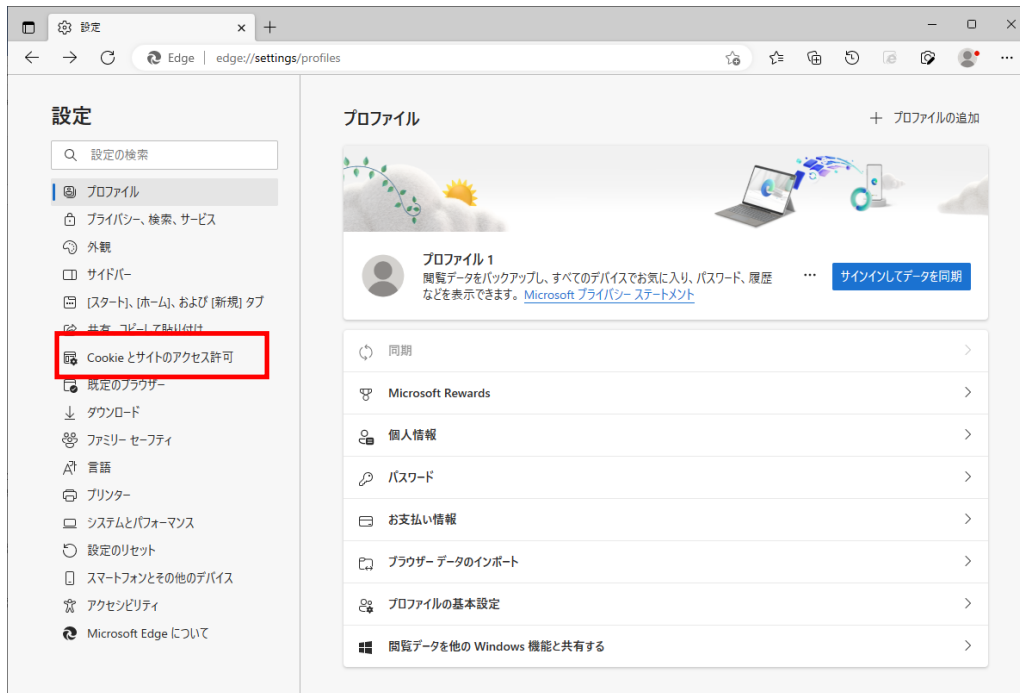 設定
Edge
edge://settings/profiles
設定
設定の検索
プロファイル
プライバシー、検索、サービス
外観
サイドバー
[スタート]、[ホーム]、および [新規] タブ
共有、コピーして貼り付け
Cookie とサイトのアクセス許可
既定のブラウザー
ダウンロード
ファミリー セーフティ
言語
プリンター
システムとパフォーマンス
設定のリセット
スマートフォンとその他のデバイス
アクセシビリティ
Microsoft Edge について
プロファイル
プロファイルの追加
プロファイル 1
閲覧データをバックアップし、すべてのデバイスでお気に入り、パスワード、履歴
などを表示できます。Microsoft プライバシー ステートメント
サインインしてデータを同期
同期
Microsoft Rewards
個人情報
パスワード
お支払い情報
ブラウザー データのインポート
プロファイルの基本設定
閲覧データを他の Windows 機能と共有する